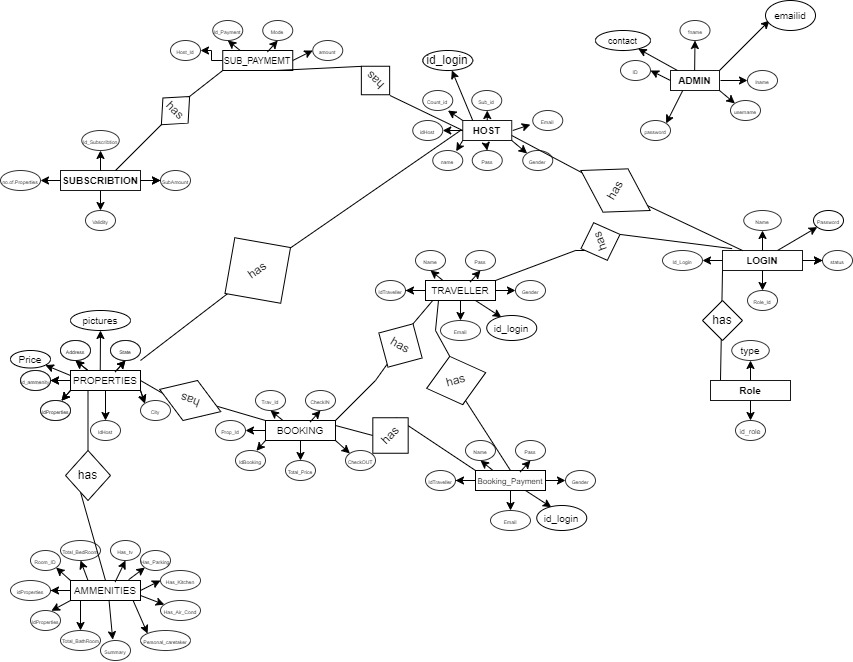 emailid
id_Payment
Mode
Name
contact
Host_Id
amount
SUB_PAYMEMT
id_login
ID
ADMIN
has
has
username
Count_Id
Sub_id
password
Email
idHost
HOST
name
Pass
Gender
id_Subscribtion
no.of.Properties
SUBSCRIBTION
SubAmount
Validity
has
Name
Password
has
Id_Login
LOGIN
status
Role_Id
has
Name
Pass
idTraveller
TRAVELLER
Gender
Email
id_login
has
type
Role
id_role
pictures
Address
State
Price
id_ammenity
PROPERTIES
idProperties
idHost
City
has
has
has
Trav_Id
CheckIN
Prop_Id
BOOKING
idBooking
Total_Price
CheckOUT
has
Name
Pass
idTraveller
Booking_Payment
Gender
Email
id_login
has
Room_ID
Total_BedRoom
Has_tv
Has_Parking
idProperties
AMMENITIES
Has_Kitchen
idProperties
Has_Air_Cond
Total_BathRoom
Summary
Personal_caretaker